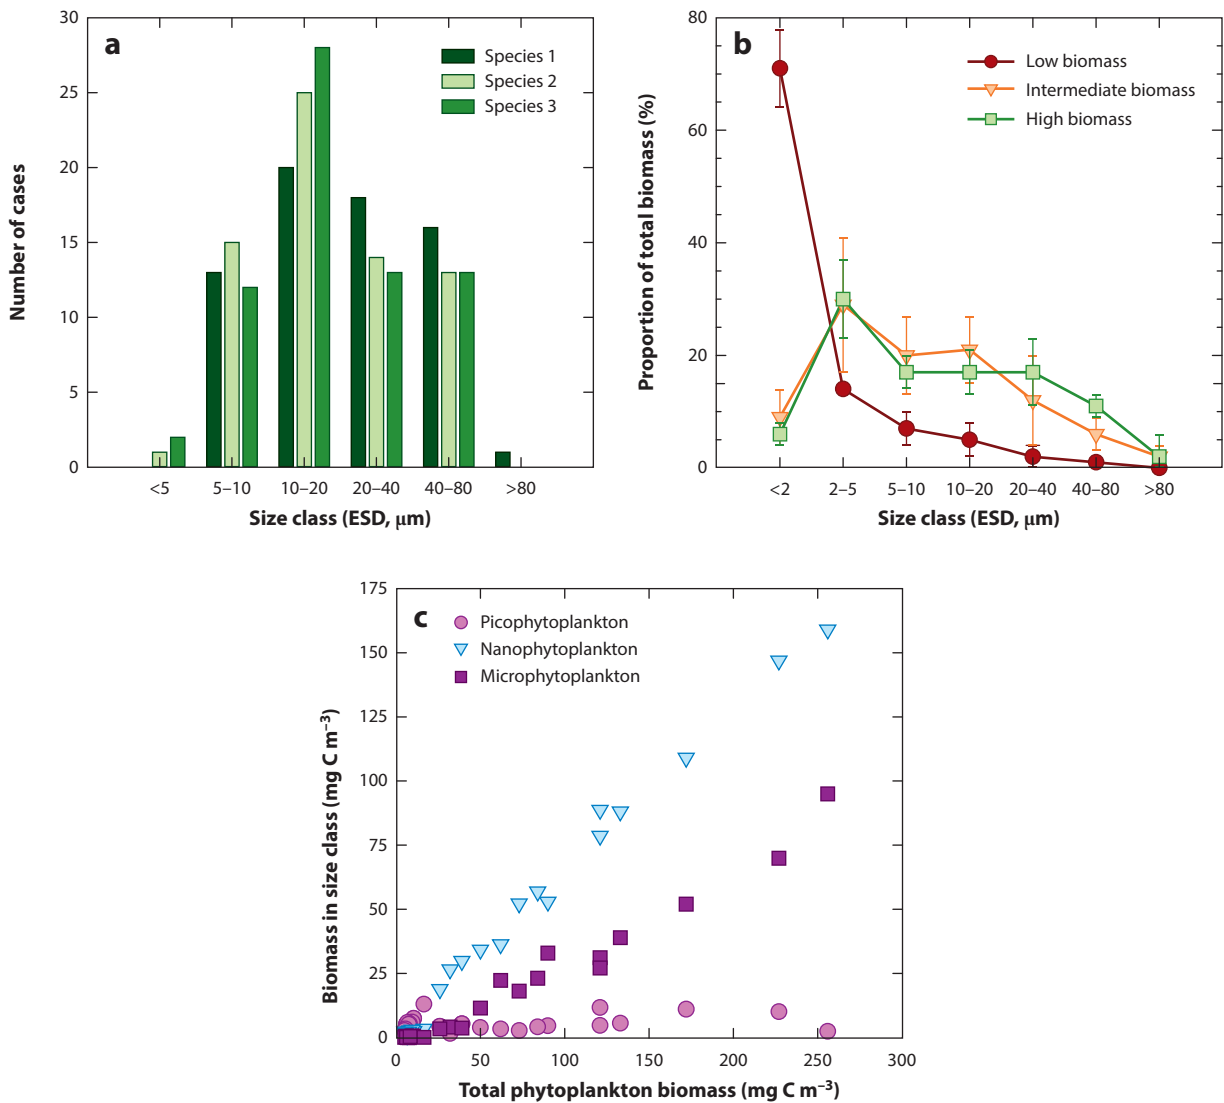 a
Species 1
Species 2
Species 3
30
25
20
15
10
5
0
Number of cases
<5
5–10
10–20
20–40
40–80
>80
Size class (ESD, μm)
b
Low biomass
Intermediate biomass
High biomass
80
60
40
20
0
Proportion of total biomass (%)
<2
2–5
5–10
10–20
20–40
40–80
>80
Size class (ESD, μm)
c
Picophytoplankton
Nanophytoplankton
Microphytoplankton
175
150
125
100
75
50
25
0
Biomass in size class (mg C m⁻³)
0
50
100
150
200
250
300
Total phytoplankton biomass (mg C m⁻³)